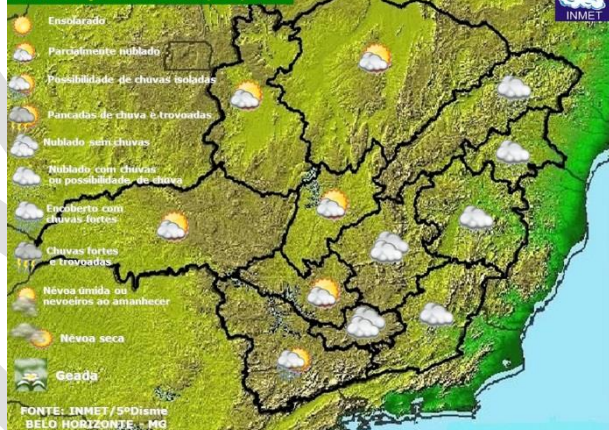 INMET
Ensolarado
Parcialmente nublado
Possibilidade de chuvas isoladas
Pancadas de chuva e trovoadas
Nublado sem chuvas
Nublado com chuvas
ou possibilidade de chuva
Encoberto com
chuvas fortes
Chuvas fortes
e trovoadas
Névoa úmida ou
nevoeiros ao amanhecer
Névoa seca
Geada
FONTE: INMET/5ºDisme
BELO HORIZONTE - MG